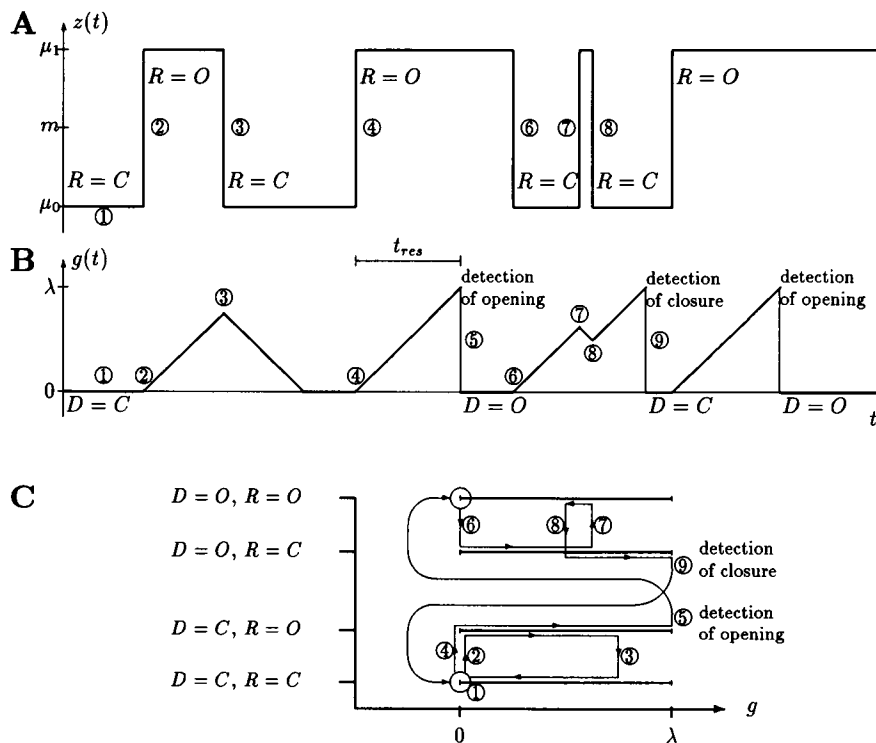 A
z(t)
μ₁
R = O
R = O
R = O
m
②
③
④
⑥
⑦
⑧
R = C
R = C
R = C
R = C
μ₀
①
B
g(t)
t_res
λ
③
detection
of opening
detection
of closure
detection
of opening
⑦
⑤
⑧
⑨
①
②
④
⑥
0
D = C
D = O
D = C
D = O
t
C
D = O, R = O
⑥
⑧
⑦
D = O, R = C
⑨
detection
of closure
⑤
detection
of opening
D = C, R = O
④
②
③
D = C, R = C
①
g
0
λ